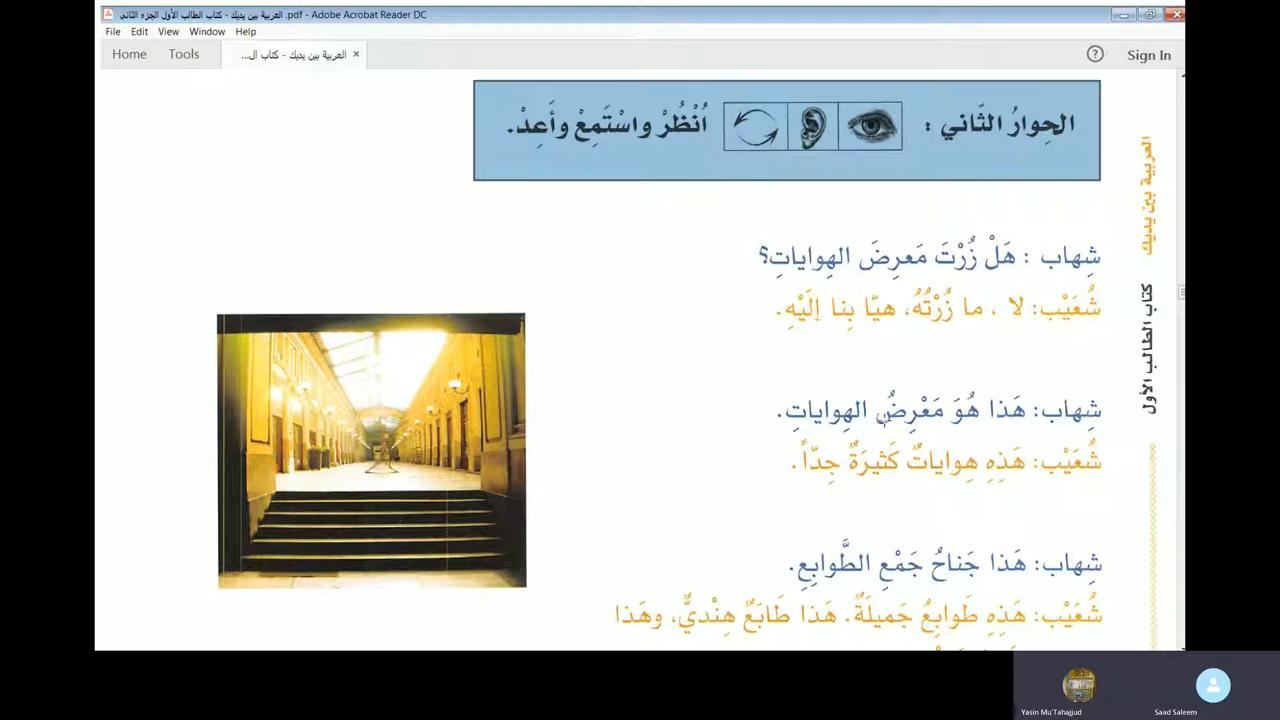 العربية بين يديك - كتاب الطالب الأول الجزء الثاني .pdf - Adobe Acrobat Reader DC
File Edit View Window Help
Home Tools العربية بين يديك - كتاب ال... × ? Sign In
الحِوارُ الثّاني : اُنْظُرْ واسْتَمِعْ وأَعِدْ.
العربية بين يديك
كتاب الطالب الأول
شِهاب : هَلْ زُرْتَ مَعرِضَ الهِواياتِ؟
شُعَيْب: لا ، ما زُرْتُهُ، هيّا بِنا إلَيْهِ.
شِهاب: هَذا هُوَ مَعْرِضُ الهِواياتِ.
شُعَيْب: هَذِهِ هِواياتٌ كَثيرَةٌ جِدّاً.
شِهاب: هَذا جَناحُ جَمْعِ الطَّوابِعِ.
شُعَيْب: هَذِهِ طَوابِعُ جَميلَةٌ. هَذا طَابَعٌ هِنْديٌّ، وهَذا
Yasin Mu'Tahajjud
Saad Saleem